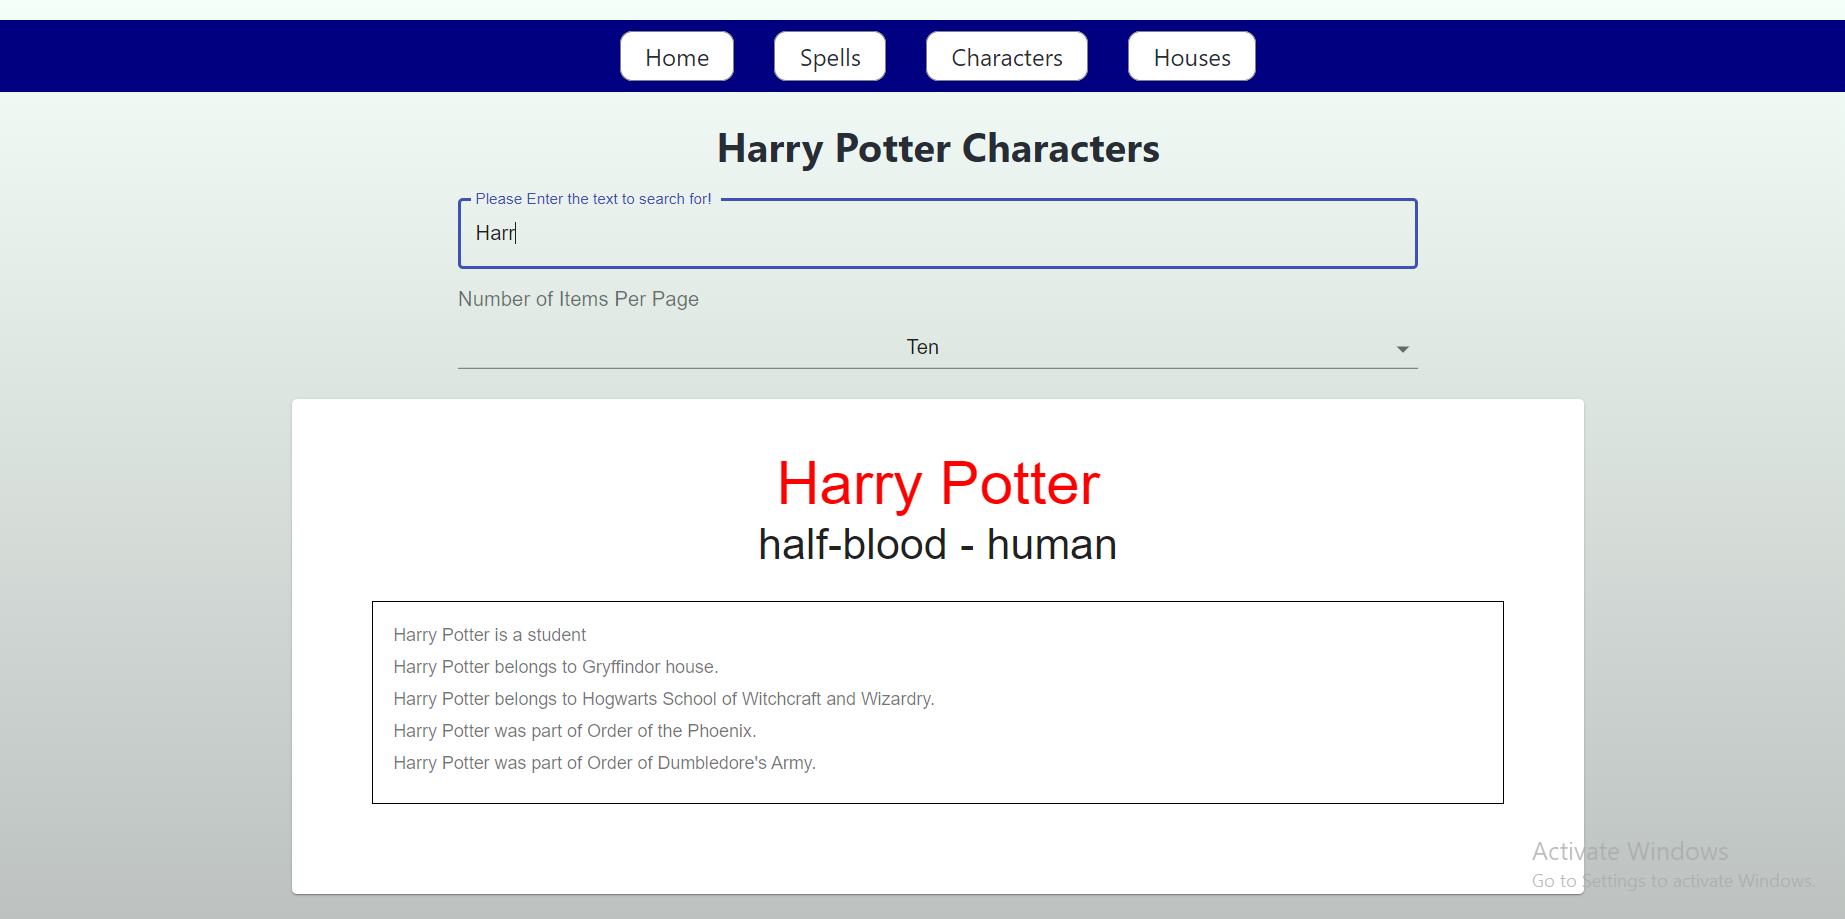 Home Spells Characters Houses
Harry Potter Characters
Please Enter the text to search for!
Harr
Number of Items Per Page
Ten
Harry Potter
half-blood - human
Harry Potter is a student
Harry Potter belongs to Gryffindor house.
Harry Potter belongs to Hogwarts School of Witchcraft and Wizardry.
Harry Potter was part of Order of the Phoenix.
Harry Potter was part of Order of Dumbledore's Army.
Activate Windows
Go to Settings to activate Windows.